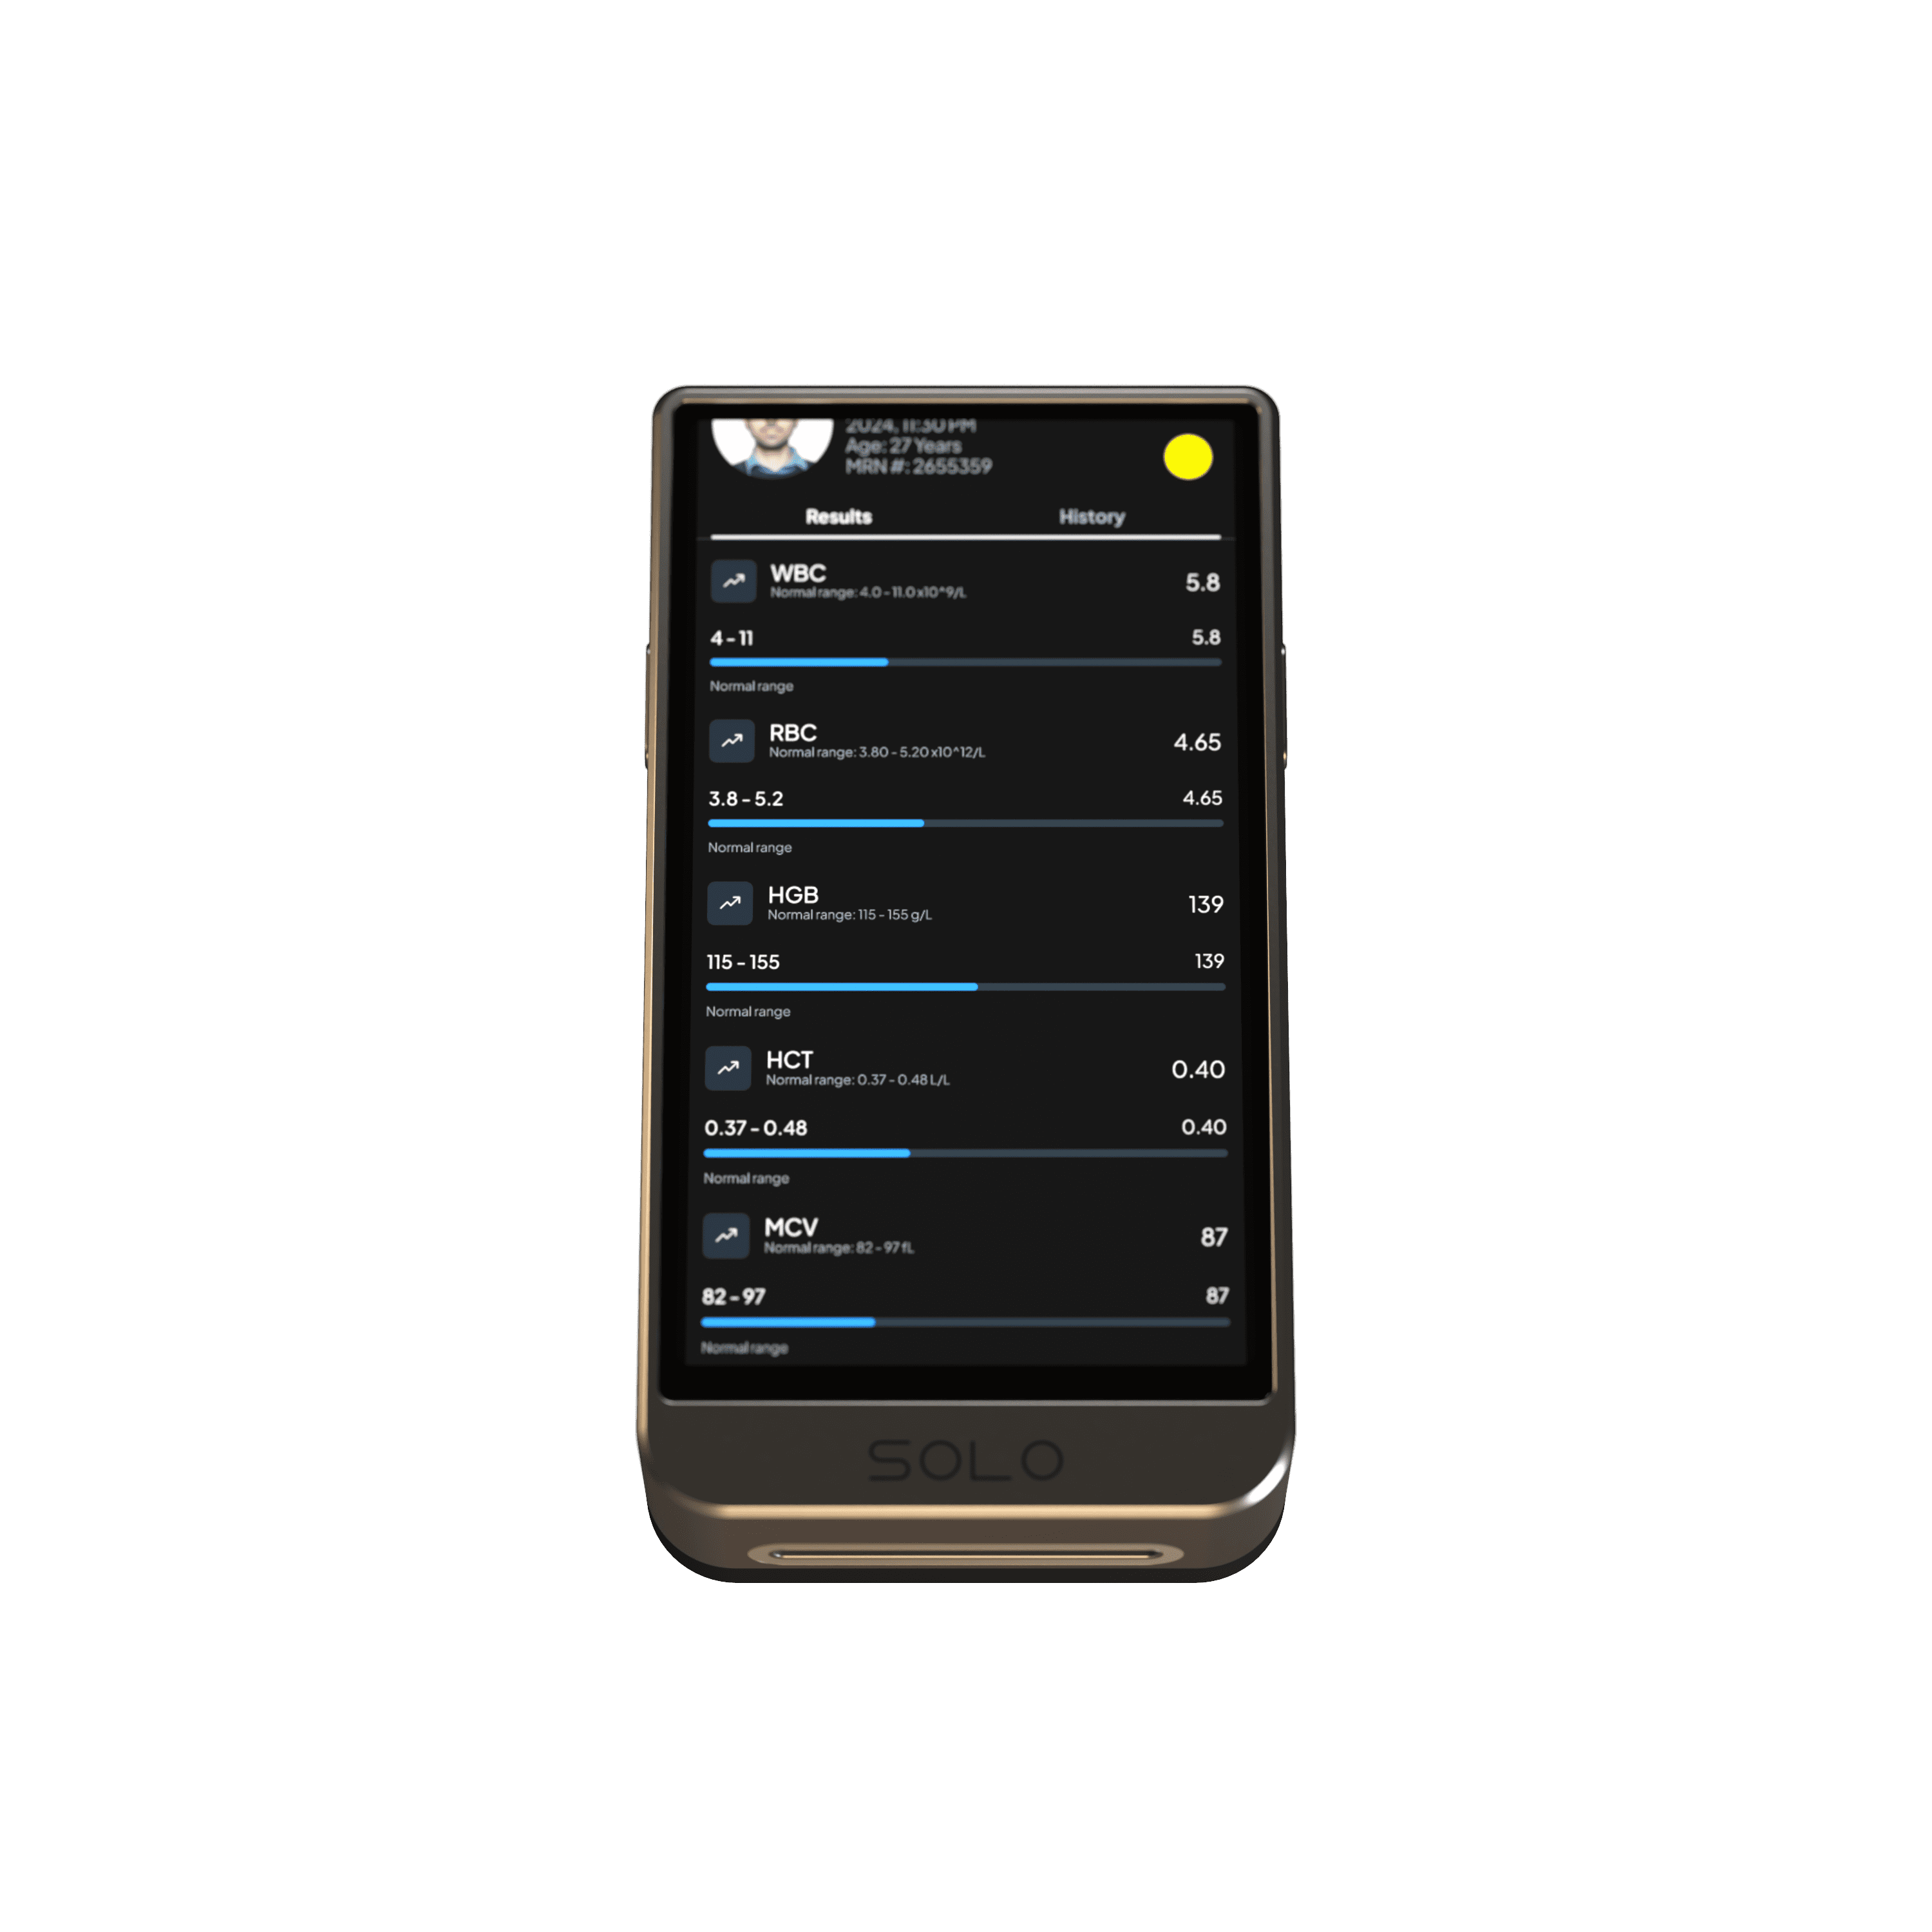 2024, 11:30 PM
Age: 27 Years
MRN #: 2655359
Results History
WBC
Normal range: 4.0 - 11.0 x10^9/L
5.8
4 - 11 5.8
Normal range
RBC
Normal range: 3.80 - 5.20 x10^12/L
4.65
3.8 - 5.2 4.65
Normal range
HGB
Normal range: 115 - 155 g/L
139
115 - 155 139
Normal range
HCT
Normal range: 0.37 - 0.48 L/L
0.40
0.37 - 0.48 0.40
Normal range
MCV
Normal range: 82 - 97 fL
87
82 - 97 87
Normal range
SOLO